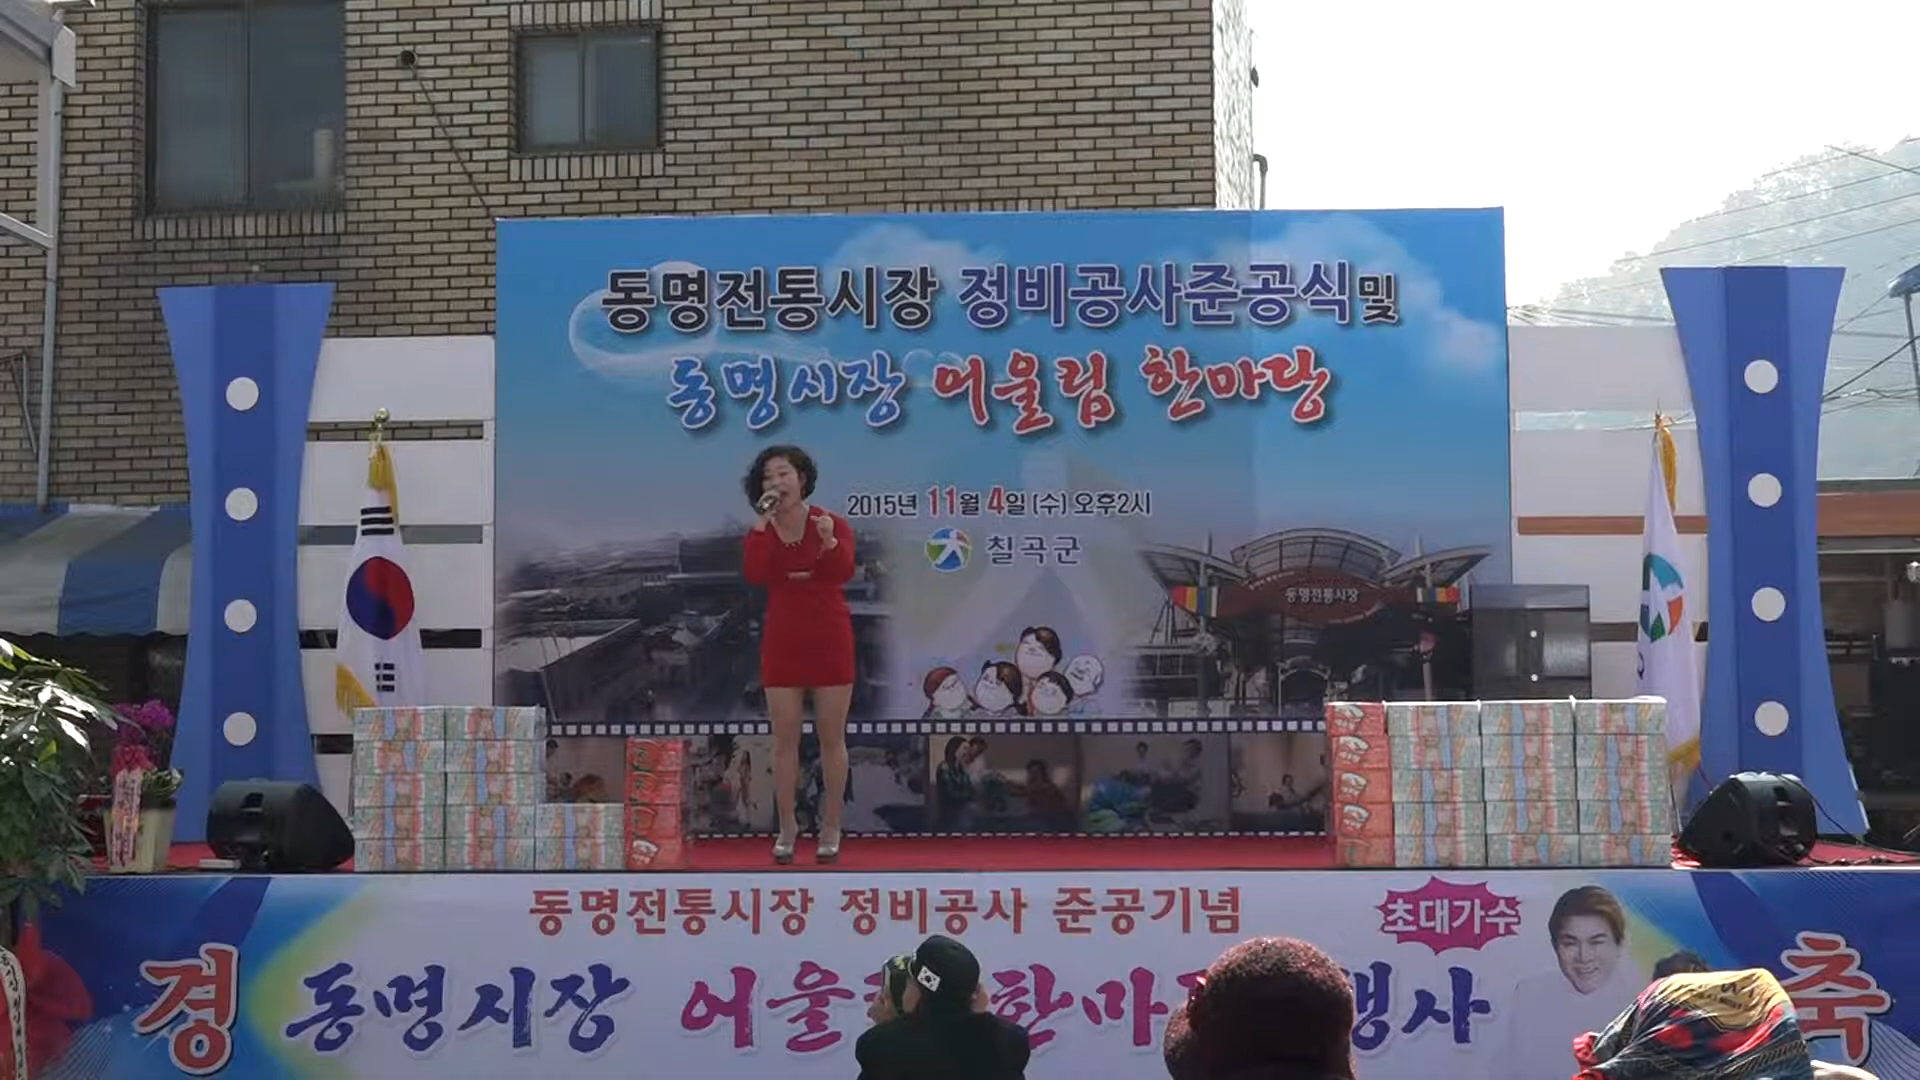 동명전통시장 정비공사준공식및
동명시장 어울림 한마당
2015년 11월 4일 (수) 오후2시
칠곡군
동명전통시장
동명전통시장 정비공사 준공기념
초대가수
경
동명시장
축